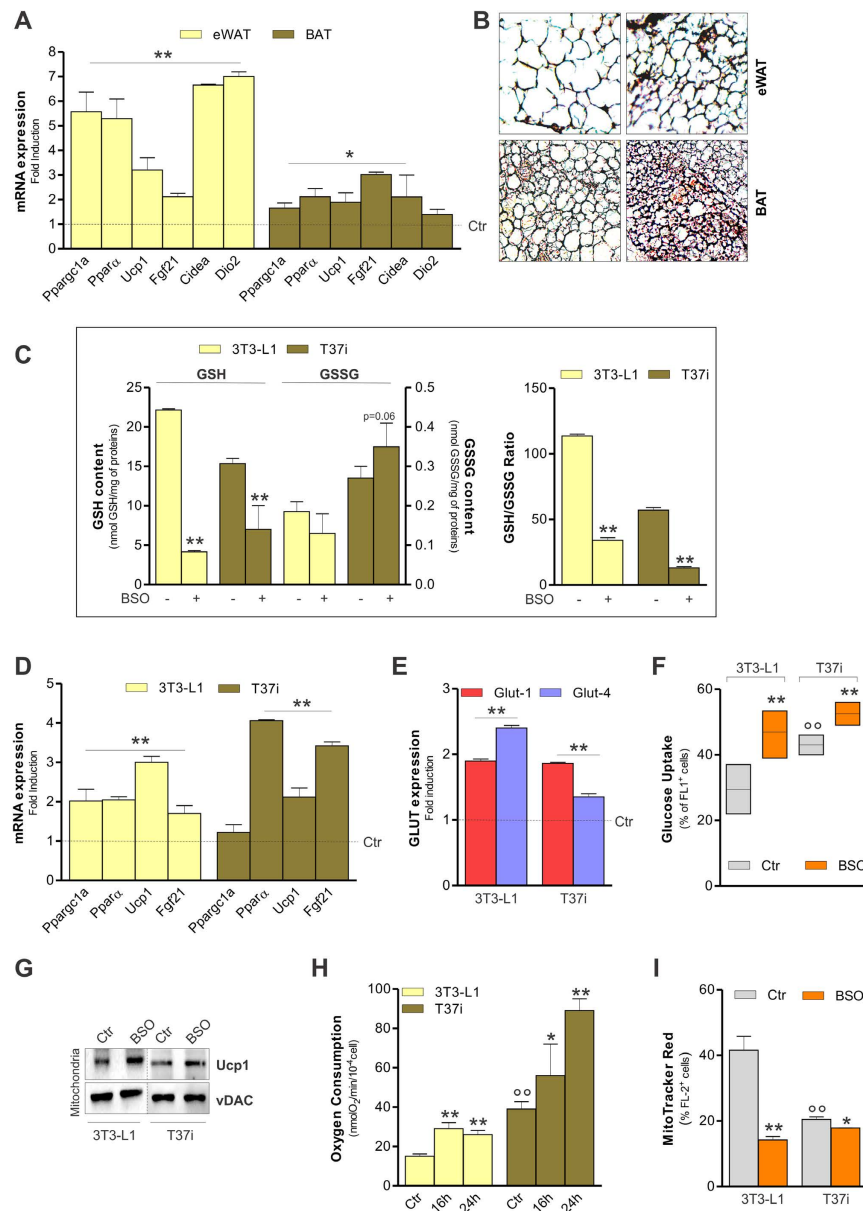 A
eWAT BAT
mRNA expression
Fold Induction
8
7
6
5
4
3
2
1
0
**
*
Ctr
Ppargc1a Pparα Ucp1 Fgf21 Cidea Dio2 Ppargc1a Pparα Ucp1 Fgf21 Cidea Dio2
B
eWAT
BAT
C
3T3-L1 T37i
GSH GSSG
GSH content
(nmol GSH/mg of proteins)
25
20
15
10
5
0
** ** p=0.06
0.5
0.4
0.3
0.2
0.1
0.0
GSSG content
(nmol GSSG/mg of proteins)
BSO - + - + - + - +
3T3-L1 T37i
GSH/GSSG Ratio
150
100
50
0
** **
BSO - + - +
D
3T3-L1 T37i
mRNA expression
Fold Induction
5
4
3
2
1
0
** **
Ctr
Ppargc1a Pparα Ucp1 Fgf21 Ppargc1a Pparα Ucp1 Fgf21
E
Glut-1 Glut-4
GLUT expression
Fold induction
3
2
1
0
** **
Ctr
3T3-L1 T37i
F
3T3-L1 T37i
Glucose Uptake
(% of FL1+ cells)
60
40
20
0
** °° **
Ctr BSO
G
Ctr BSO Ctr BSO
Mitochondria
Ucp1
vDAC
3T3-L1 T37i
H
3T3-L1
T37i
Oxygen Consumption
(nmolO2/min/10-4cell)
100
80
60
40
20
0
** ** °° * **
Ctr 16h 24h Ctr 16h 24h
I
Ctr BSO
MitoTracker Red
(% FL-2+ cells)
60
40
20
0
** °° *
3T3-L1 T37i